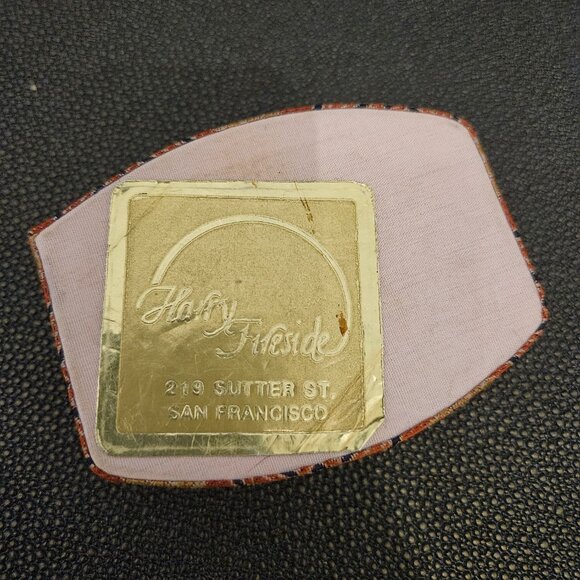 Harry
Fireside
219 SUTTER ST.
SAN FRANCISCO